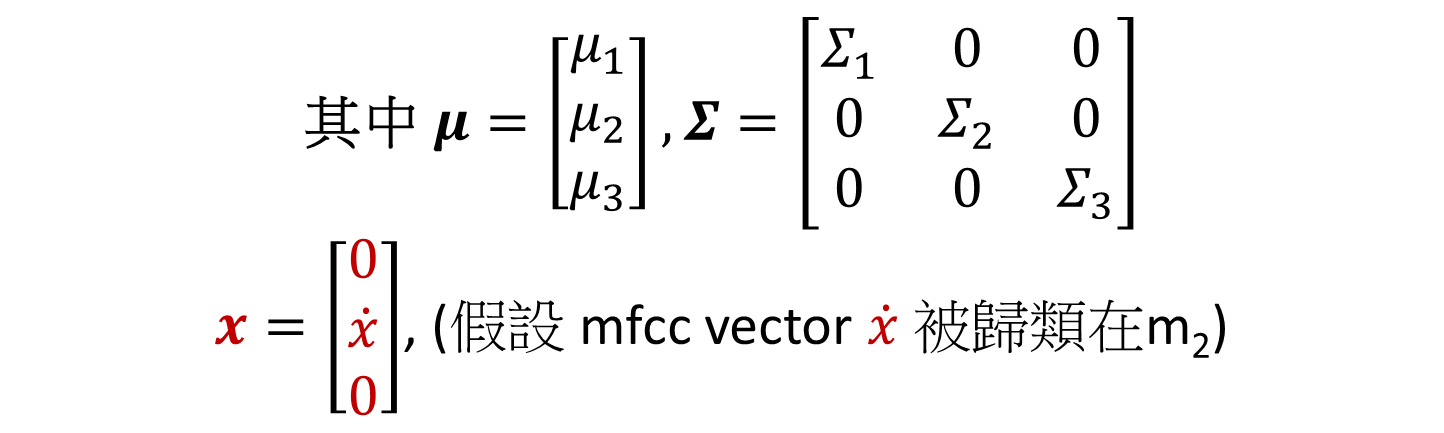 其中 𝝁 = [μ₁ μ₂ μ₃], 𝜮 = [Σ₁ 0 0; 0 Σ₂ 0; 0 0 Σ₃]
𝒙 = [0 ẋ 0], (假設 mfcc vector ẋ 被歸類在m₂)